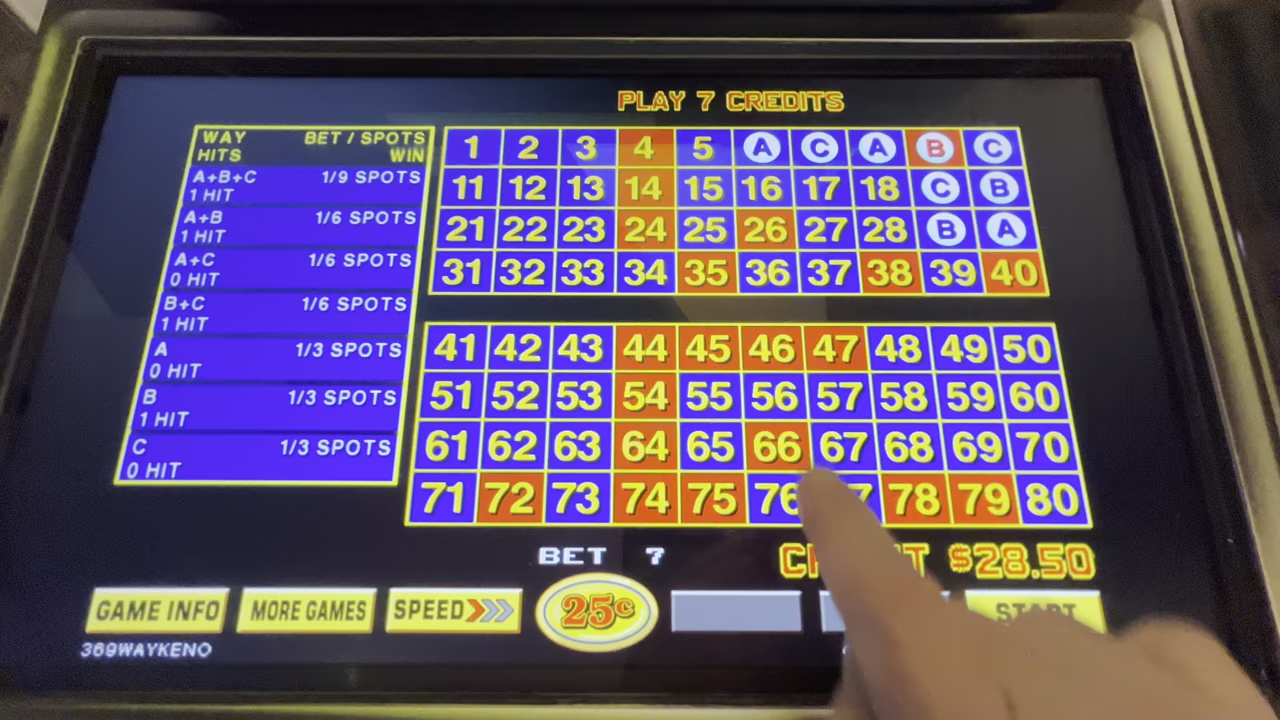 PLAY 7 CREDITS
WAY BET / SPOTS
HITS WIN
A+B+C 1/9 SPOTS
1 HIT
A+B 1/6 SPOTS
1 HIT
A+C 1/6 SPOTS
0 HIT
B+C 1/6 SPOTS
1 HIT
A 1/3 SPOTS
0 HIT
B 1/3 SPOTS
1 HIT
C 1/3 SPOTS
0 HIT
1 2 3 4 5 A C A B C
11 12 13 14 15 16 17 18 C B
21 22 23 24 25 26 27 28 B A
31 32 33 34 35 36 37 38 39 40
41 42 43 44 45 46 47 48 49 50
51 52 53 54 55 56 57 58 59 60
61 62 63 64 65 66 67 68 69 70
71 72 73 74 75 76 78 79 80
BET 7
$28.50
GAME INFO MORE GAMES SPEED 25¢ START
369WAYKENO